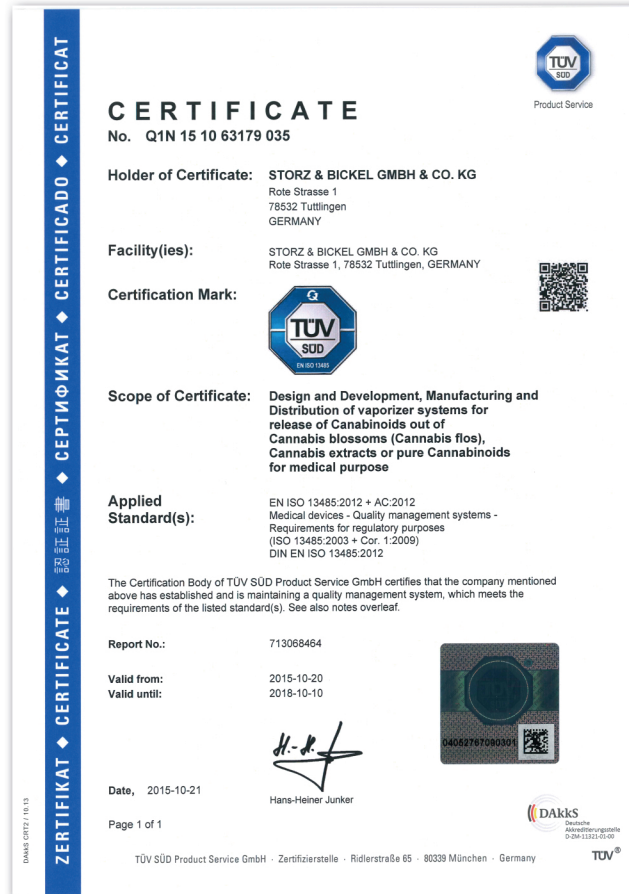 TÜV
SÜD
Product Service
CERTIFICATE
No. Q1N 15 10 63179 035
Holder of Certificate: STORZ & BICKEL GMBH & CO. KG
Rote Strasse 1
78532 Tuttlingen
GERMANY
Facility(ies): STORZ & BICKEL GMBH & CO. KG
Rote Strasse 1, 78532 Tuttlingen, GERMANY
Certification Mark:
Q
TÜV
SÜD
EN ISO 13485
Scope of Certificate: Design and Development, Manufacturing and
Distribution of vaporizer systems for
release of Canabinoids out of
Cannabis blossoms (Cannabis flos),
Cannabis extracts or pure Cannabinoids
for medical purpose
Applied
Standard(s):
EN ISO 13485:2012 + AC:2012
Medical devices - Quality management systems -
Requirements for regulatory purposes
(ISO 13485:2003 + Cor. 1:2009)
DIN EN ISO 13485:2012
The Certification Body of TÜV SÜD Product Service GmbH certifies that the company mentioned
above has established and is maintaining a quality management system, which meets the
requirements of the listed standard(s). See also notes overleaf.
Report No.: 713068464
Valid from: 2015-10-20
Valid until: 2018-10-10
04052767090301
H.-H. J
Date, 2015-10-21
Hans-Heiner Junker
Page 1 of 1
DAkkS
Deutsche
Akkreditierungsstelle
D-ZM-11321-01-00
TÜV SÜD Product Service GmbH · Zertifizierstelle · Ridlerstraße 65 · 80339 München · Germany
TÜV®
ZERTIFIKAT ◆ CERTIFICATE ◆ 認証証書 ◆ СЕРТИФИКАТ ◆ CERTIFICADO ◆ CERTIFICAT
DAkkS CRT2 / 10.13